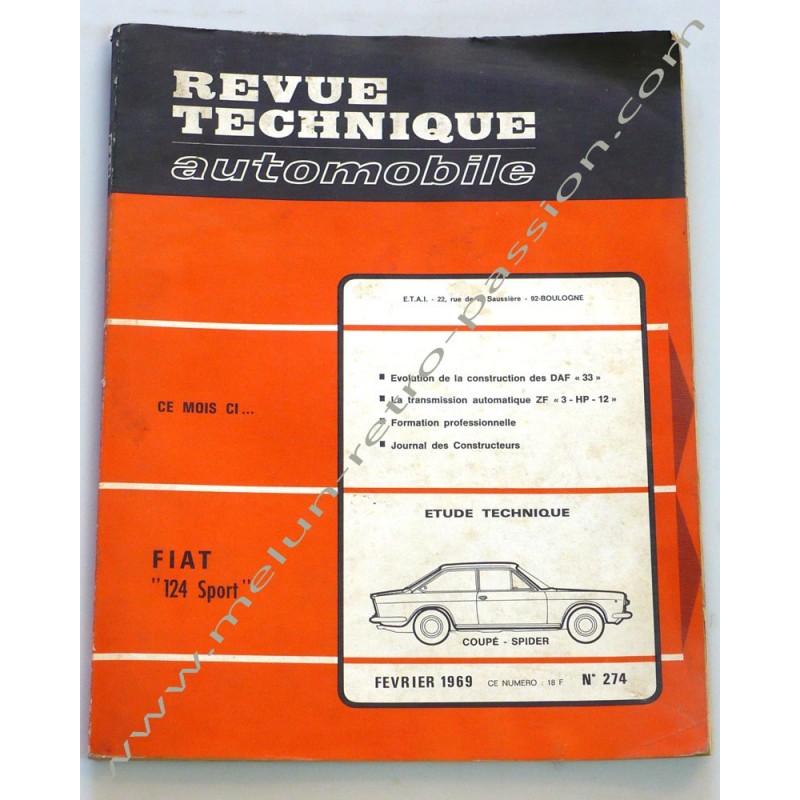 REVUE
TECHNIQUE
automobile
E.T.A.I. - 22, rue de la Saussière - 92-BOULOGNE
CE MOIS CI...
■ Evolution de la construction des DAF « 33 »
■ La transmission automatique ZF « 3 - HP - 12 »
■ Formation professionnelle
■ Journal des Constructeurs
ETUDE TECHNIQUE
FIAT
"124 Sport"
COUPÉ - SPIDER
FEVRIER 1969 CE NUMERO : 18 F N° 274
www.melun-retro-passion.com